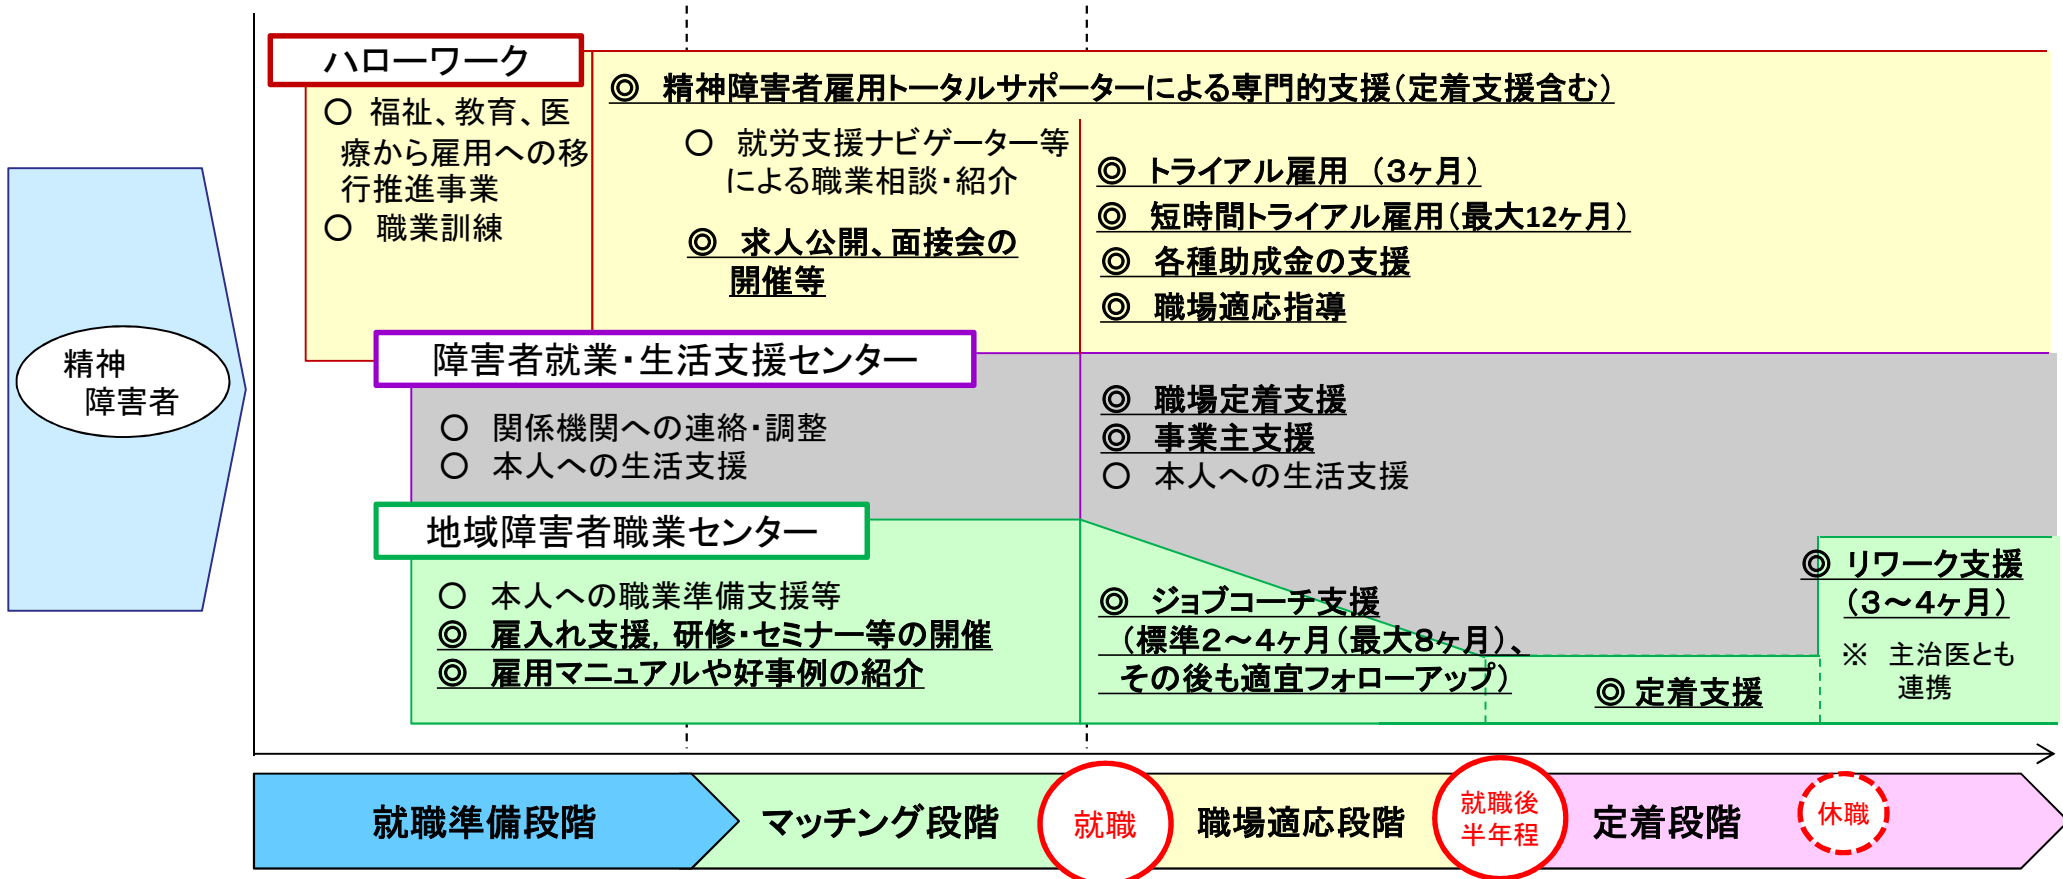 ハローワーク
○ 福祉、教育、医
療から雇用への移
行推進事業
○ 職業訓練
◎ 精神障害者雇用トータルサポーターによる専門的支援(定着支援含む)
○ 就労支援ナビゲーター等
による職業相談・紹介
◎ 求人公開、面接会の
開催等
◎ トライアル雇用 (3ヶ月)
◎ 短時間トライアル雇用(最大12ヶ月)
◎ 各種助成金の支援
◎ 職場適応指導
精神
障害者
障害者就業・生活支援センター
○ 関係機関への連絡・調整
○ 本人への生活支援
◎ 職場定着支援
◎ 事業主支援
○ 本人への生活支援
地域障害者職業センター
○ 本人への職業準備支援等
◎ 雇入れ支援,研修・セミナー等の開催
◎ 雇用マニュアルや好事例の紹介
◎ ジョブコーチ支援
(標準2~4ヶ月(最大8ヶ月)、
その後も適宜フォローアップ)
◎ 定着支援
◎ リワーク支援
(3~4ヶ月)
※ 主治医とも
連携
就職準備段階
マッチング段階
就職
職場適応段階
就職後
半年程
定着段階
休職